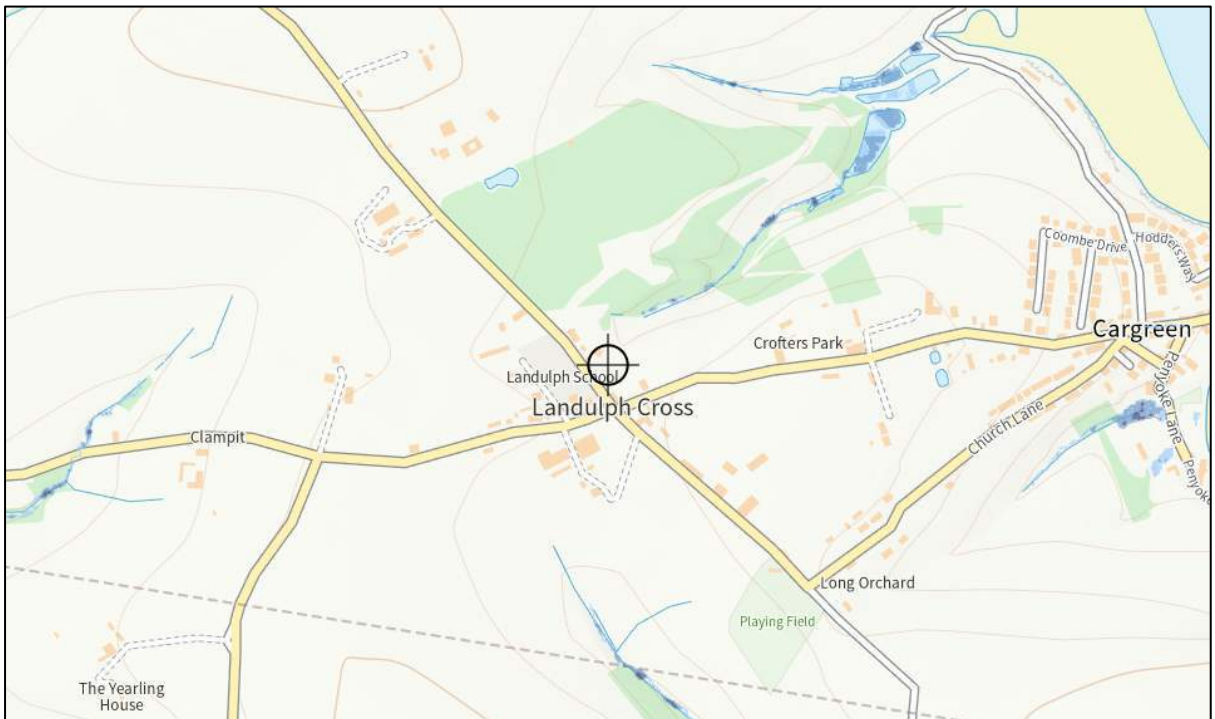 Coombe Drive
Hodders Way
Cargreen
Crofters Park
Landulph School
Landulph Cross
Penyoke Lane
Church Lane
Clampit
Penyoke
Long Orchard
Playing Field
The Yearling
House